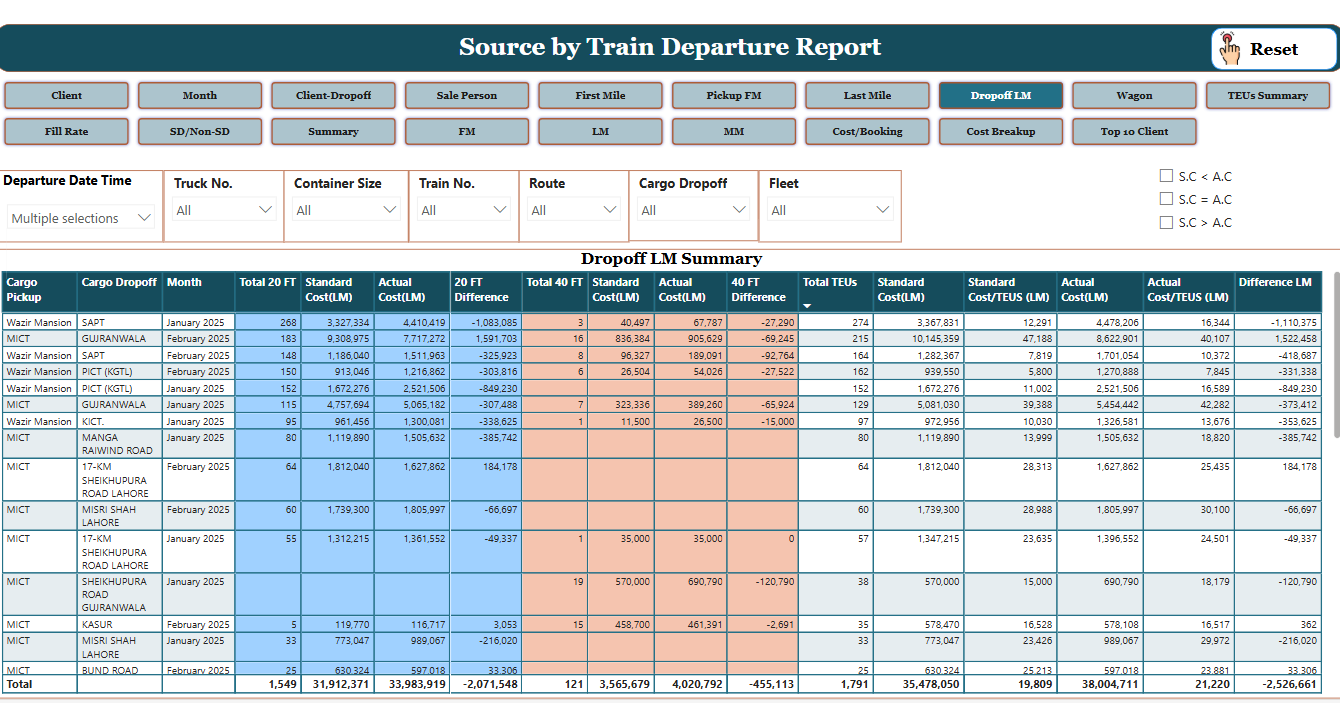 Source by Train Departure Report
Reset
Client Month Client-Dropoff Sale Person First Mile Pickup FM Last Mile Dropoff LM Wagon TEUs Summary
Fill Rate SD/Non-SD Summary FM LM MM Cost/Booking Cost Breakup Top 10 Client
Departure Date Time Truck No. Container Size Train No. Route Cargo Dropoff Fleet
Multiple selections All All All All All All
S.C < A.C
S.C = A.C
S.C > A.C
Dropoff LM Summary
Cargo Pickup Cargo Dropoff Month Total 20 FT Standard Cost(LM) Actual Cost(LM) 20 FT Difference Total 40 FT Standard Cost(LM) Actual Cost(LM) 40 FT Difference Total TEUs Standard Cost(LM) Standard Cost/TEUS (LM) Actual Cost(LM) Actual Cost/TEUS (LM) Difference LM
Wazir Mansion SAPT January 2025 268 3,327,334 4,410,419 -1,083,085 3 40,497 67,787 -27,290 274 3,367,831 12,291 4,478,206 16,344 -1,110,375
MICT GUJRANWALA February 2025 183 9,308,975 7,717,272 1,591,703 16 836,384 905,629 -69,245 215 10,145,359 47,188 8,622,901 40,107 1,522,458
Wazir Mansion SAPT February 2025 148 1,186,040 1,511,963 -325,923 8 96,327 189,091 -92,764 164 1,282,367 7,819 1,701,054 10,372 -418,687
Wazir Mansion PICT (KGTL) February 2025 150 913,046 1,216,862 -303,816 6 26,504 54,026 -27,522 162 939,550 5,800 1,270,888 7,845 -331,338
Wazir Mansion PICT (KGTL) January 2025 152 1,672,276 2,521,506 -849,230 152 1,672,276 11,002 2,521,506 16,589 -849,230
MICT GUJRANWALA January 2025 115 4,757,694 5,065,182 -307,488 7 323,336 389,260 -65,924 129 5,081,030 39,388 5,454,442 42,282 -373,412
Wazir Mansion KICT. January 2025 95 961,456 1,300,081 -338,625 1 11,500 26,500 -15,000 97 972,956 10,030 1,326,581 13,676 -353,625
MICT MANGA RAIWIND ROAD January 2025 80 1,119,890 1,505,632 -385,742 80 1,119,890 13,999 1,505,632 18,820 -385,742
MICT 17-KM SHEIKHUPURA ROAD LAHORE February 2025 64 1,812,040 1,627,862 184,178 64 1,812,040 28,313 1,627,862 25,435 184,178
MICT MISRI SHAH LAHORE February 2025 60 1,739,300 1,805,997 -66,697 60 1,739,300 28,988 1,805,997 30,100 -66,697
MICT 17-KM SHEIKHUPURA ROAD LAHORE January 2025 55 1,312,215 1,361,552 -49,337 1 35,000 35,000 0 57 1,347,215 23,635 1,396,552 24,501 -49,337
MICT SHEIKHUPURA ROAD GUJRANWALA January 2025 19 570,000 690,790 -120,790 38 570,000 15,000 690,790 18,179 -120,790
MICT KASUR February 2025 5 119,770 116,717 3,053 15 458,700 461,391 -2,691 35 578,470 16,528 578,108 16,517 362
MICT MISRI SHAH LAHORE January 2025 33 773,047 989,067 -216,020 33 773,047 23,426 989,067 29,972 -216,020
MICT BUND ROAD February 2025 25 630,324 597,018 33,306 25 630,324 25,213 597,018 23,881 33,306
Total 1,549 31,912,371 33,983,919 -2,071,548 121 3,565,679 4,020,792 -455,113 1,791 35,478,050 19,809 38,004,711 21,220 -2,526,661